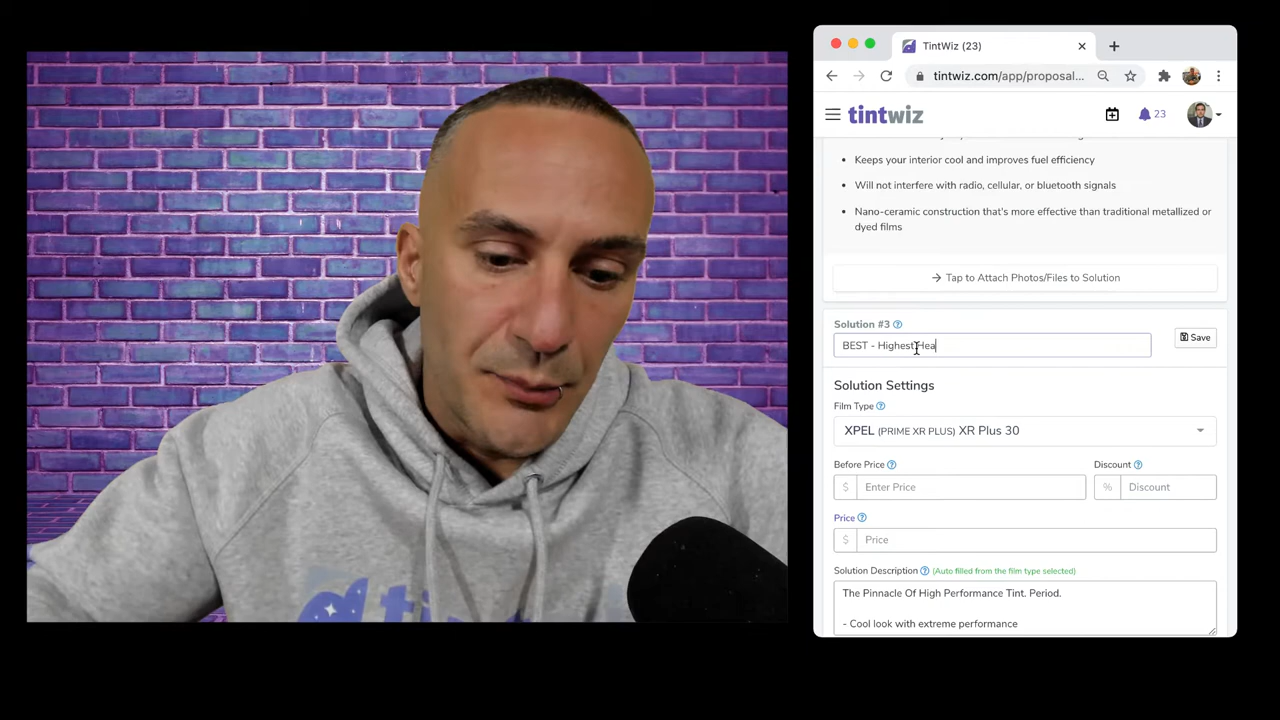 TintWiz (23)
tintwiz.com/app/proposal...
tintwiz
23
Keeps your interior cool and improves fuel efficiency
Will not interfere with radio, cellular, or bluetooth signals
Nano-ceramic construction that's more effective than traditional metallized or
dyed films
Tap to Attach Photos/Files to Solution
Solution #3
Save
BEST - Highest Hea
Solution Settings
Film Type
XPEL (PRIME XR PLUS) XR Plus 30
Before Price
Discount
$ Enter Price
% Discount
Price
$ Price
Solution Description (Auto filled from the film type selected)
The Pinnacle Of High Performance Tint. Period.
- Cool look with extreme performance